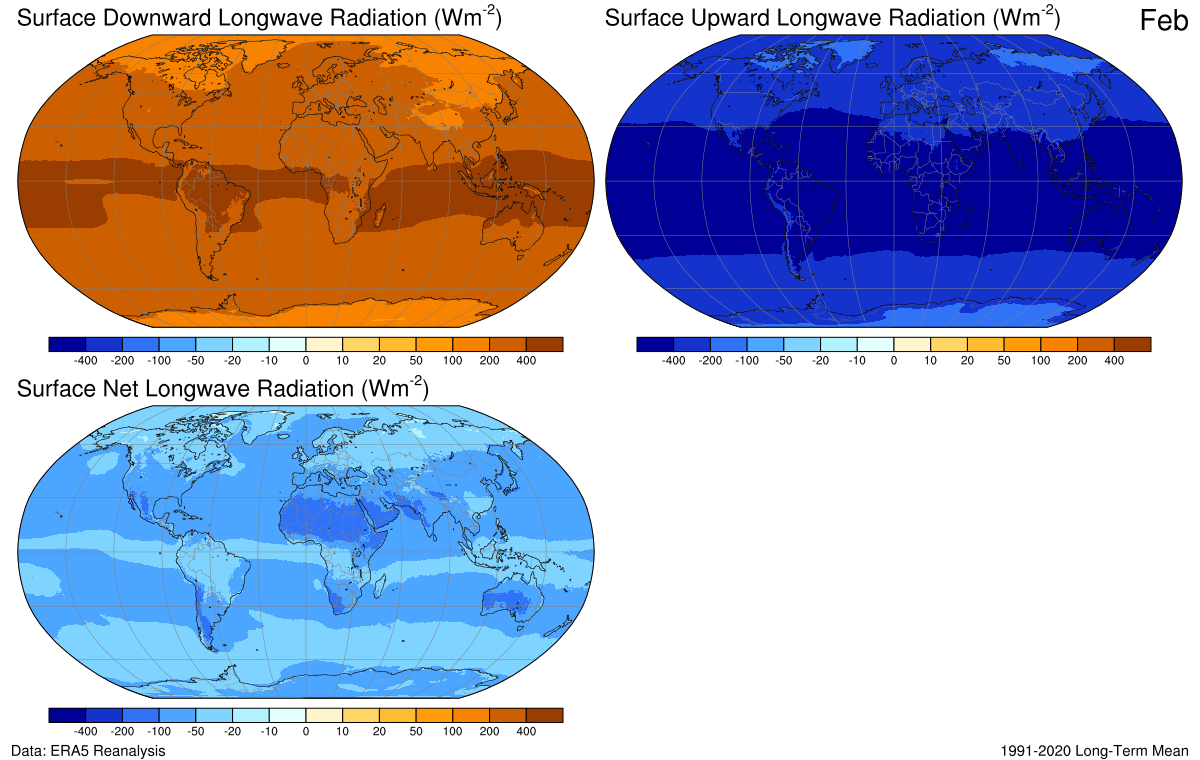 Surface Downward Longwave Radiation (Wm-2)
Surface Upward Longwave Radiation (Wm-2)
Feb
-400 -200 -100 -50 -20 -10 0 10 20 50 100 200 400
-400 -200 -100 -50 -20 -10 0 10 20 50 100 200 400
Surface Net Longwave Radiation (Wm-2)
-400 -200 -100 -50 -20 -10 0 10 20 50 100 200 400
Data: ERA5 Reanalysis
1991-2020 Long-Term Mean